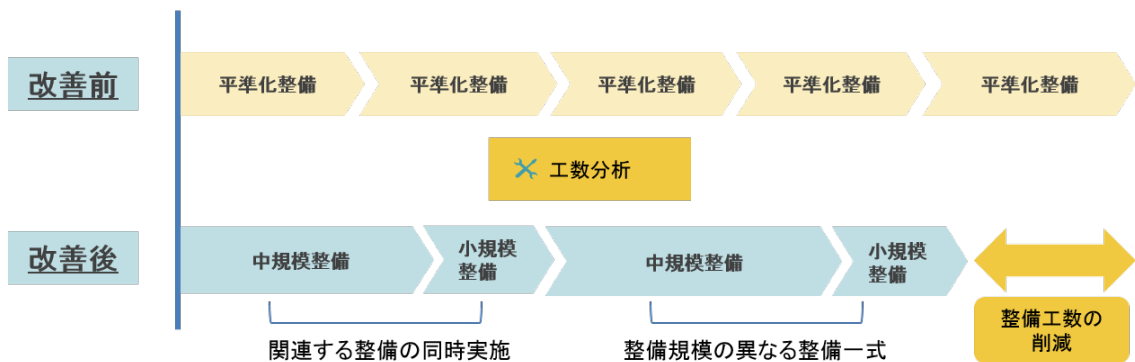 改善前
平準化整備
平準化整備
平準化整備
平準化整備
平準化整備
工数分析
改善後
中規模整備
小規模
整備
中規模整備
小規模
整備
関連する整備の同時実施
整備規模の異なる整備一式
整備工数の
削減